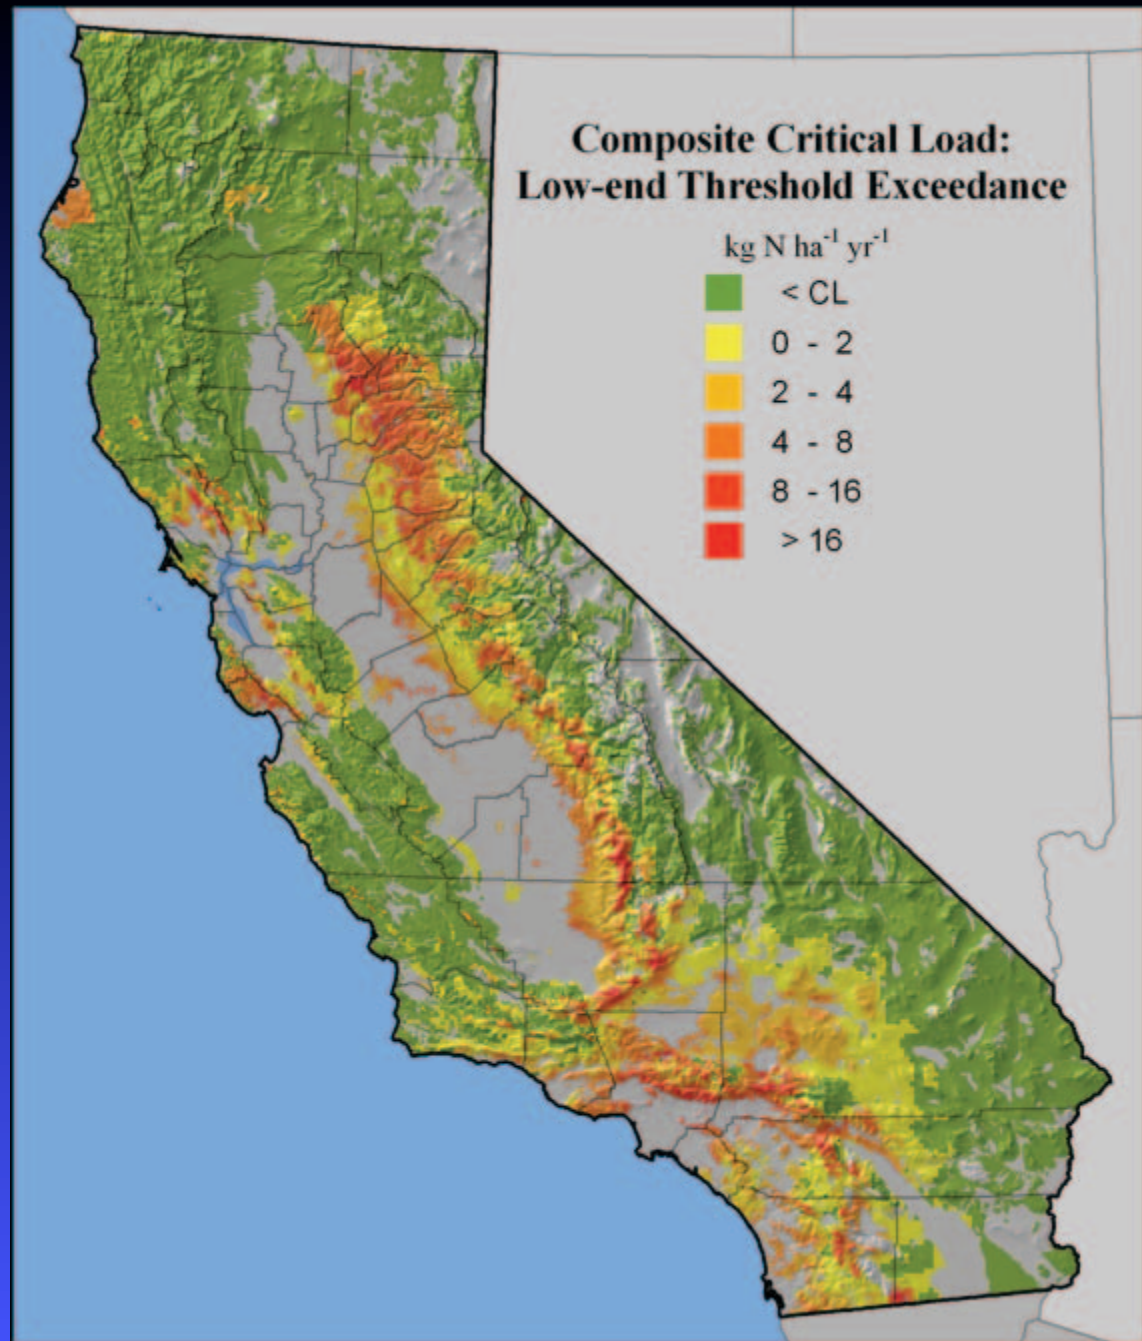 Composite Critical Load:
Low-end Threshold Exceedance
kg N ha⁻¹ yr⁻¹
< CL
0 - 2
2 - 4
4 - 8
8 - 16
> 16